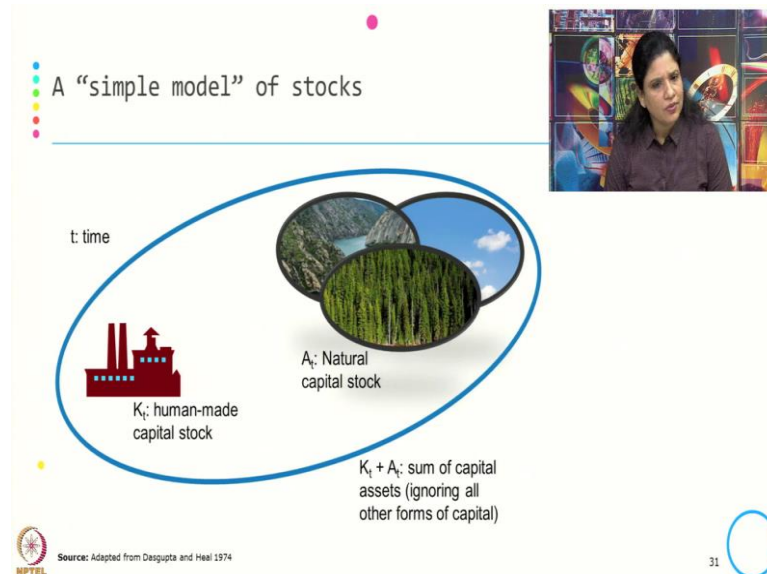 A “simple model” of stocks
t: time
Aₜ: Natural
capital stock
Kₜ: human-made
capital stock
Kₜ + Aₜ: sum of capital
assets (ignoring all
other forms of capital)
Source: Adapted from Dasgupta and Heal 1974
31
NPTEL